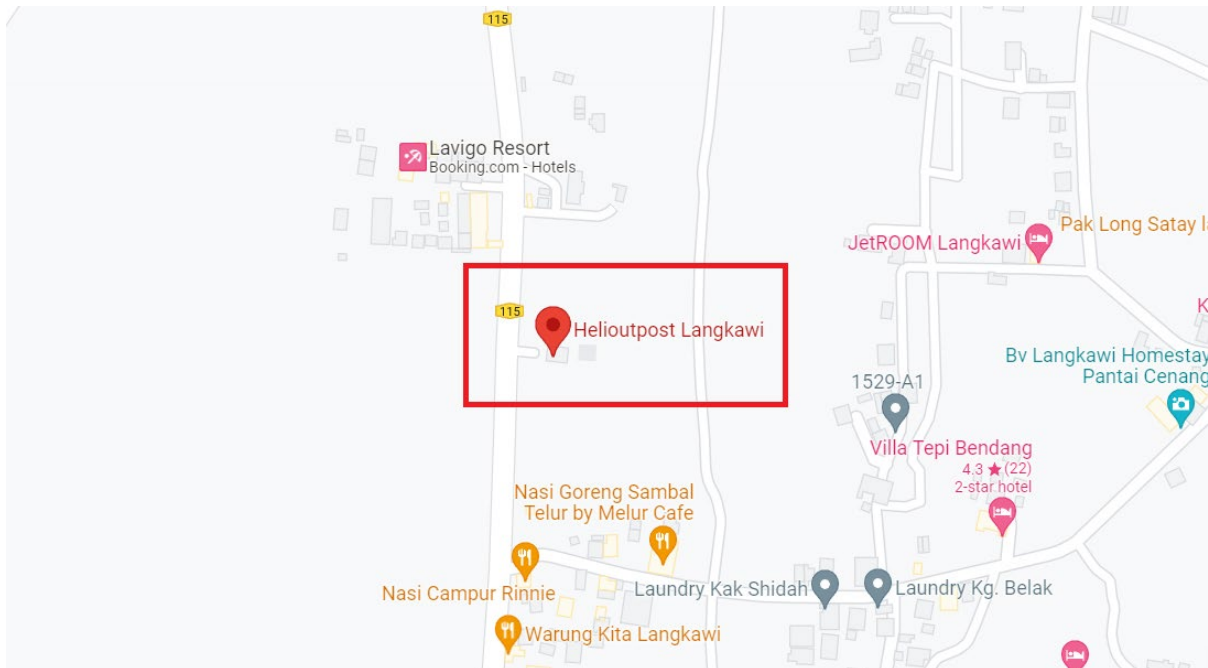 115
Lavigo Resort
Booking.com - Hotels
Pak Long Satay
JetROOM Langkawi
115
Helioutpost Langkawi
K
Bv Langkawi Homestay
Pantai Cenang
1529-A1
Villa Tepi Bendang
4.3 ★ (22)
2-star hotel
Nasi Goreng Sambal
Telur by Melur Cafe
Nasi Campur Rinnie
Laundry Kak Shidah
Laundry Kg. Belak
Warung Kita Langkawi